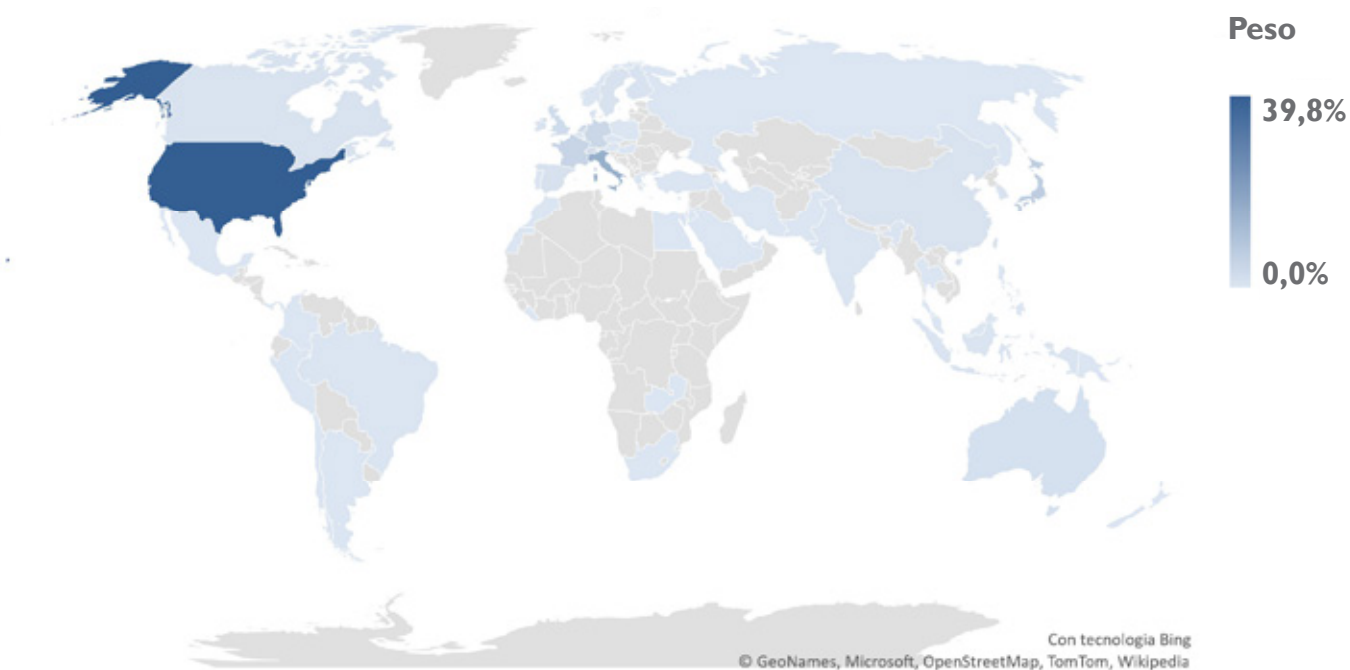 Peso
39,8%
0,0%
Con tecnologia Bing
© GeoNames, Microsoft, OpenStreetMap, TomTom, Wikipedia